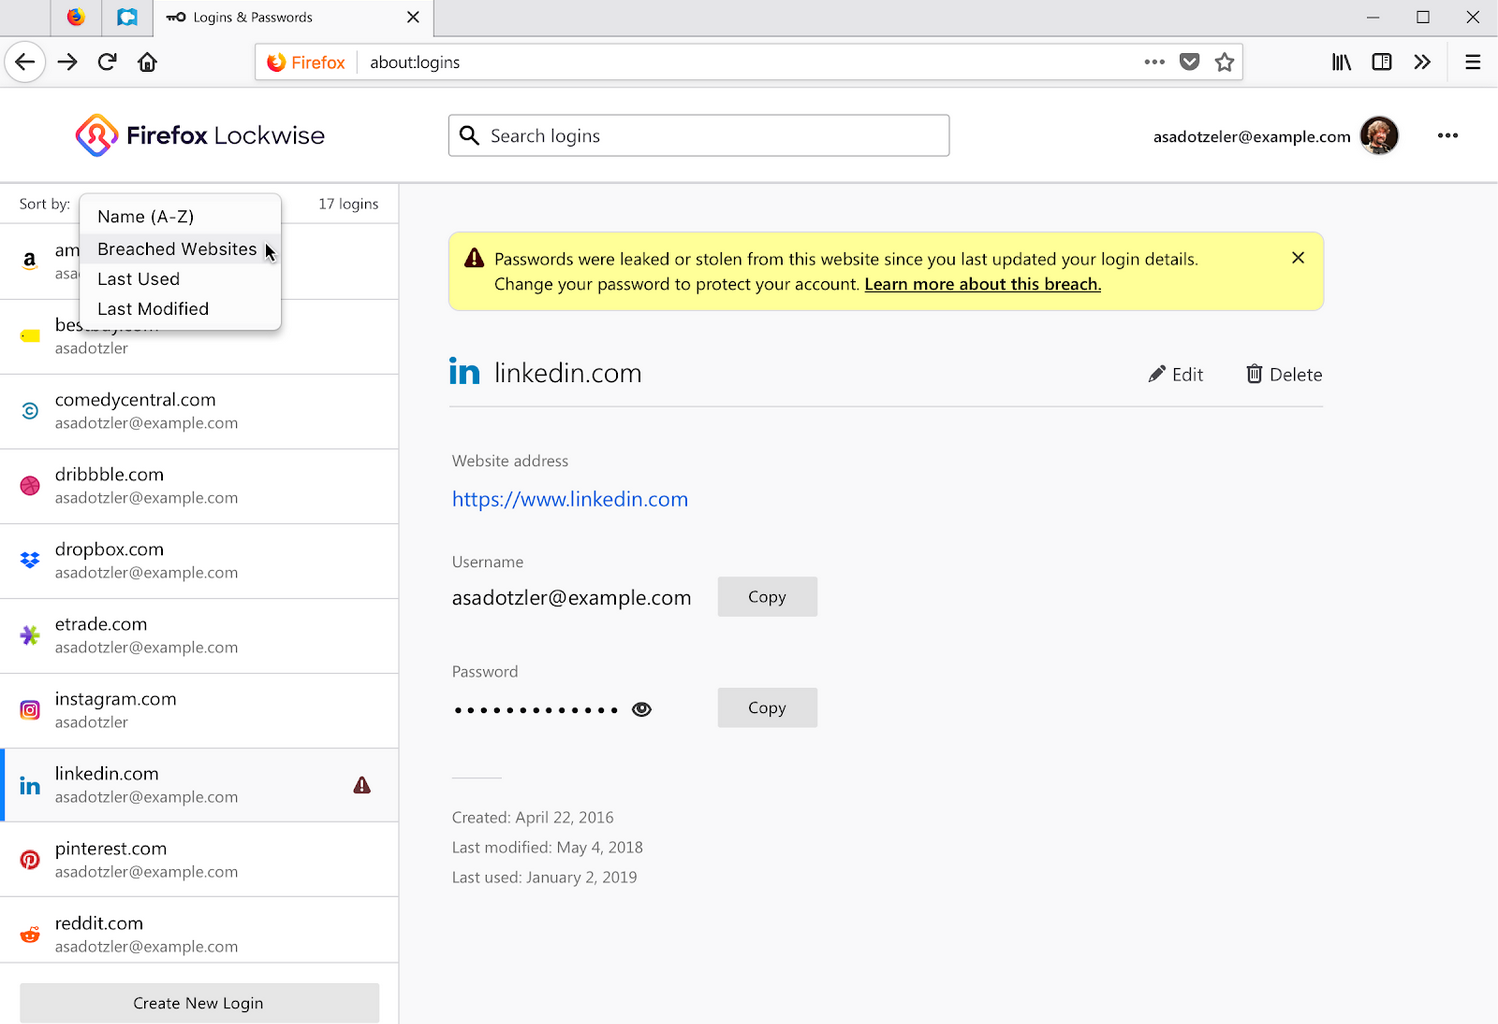 Logins & Passwords
Firefox
about:logins
Firefox Lockwise
Search logins
asadotzeler@example.com
Sort by:
17 logins
Name (A-Z)
Breached Websites
Last Used
Last Modified
am
asa
bestbuy.com
asadotzler
comedycentral.com
asadotzler@example.com
dribbble.com
asadotzler@example.com
dropbox.com
asadotzler@example.com
etrade.com
asadotzler@example.com
instagram.com
asadotzler
linkedin.com
asadotzler@example.com
pinterest.com
asadotzler@example.com
reddit.com
asadotzler@example.com
Create New Login
Passwords were leaked or stolen from this website since you last updated your login details.
Change your password to protect your account. Learn more about this breach.
linkedin.com
Edit
Delete
Website address
https://www.linkedin.com
Username
asadotzler@example.com
Copy
Password
Copy
Created: April 22, 2016
Last modified: May 4, 2018
Last used: January 2, 2019